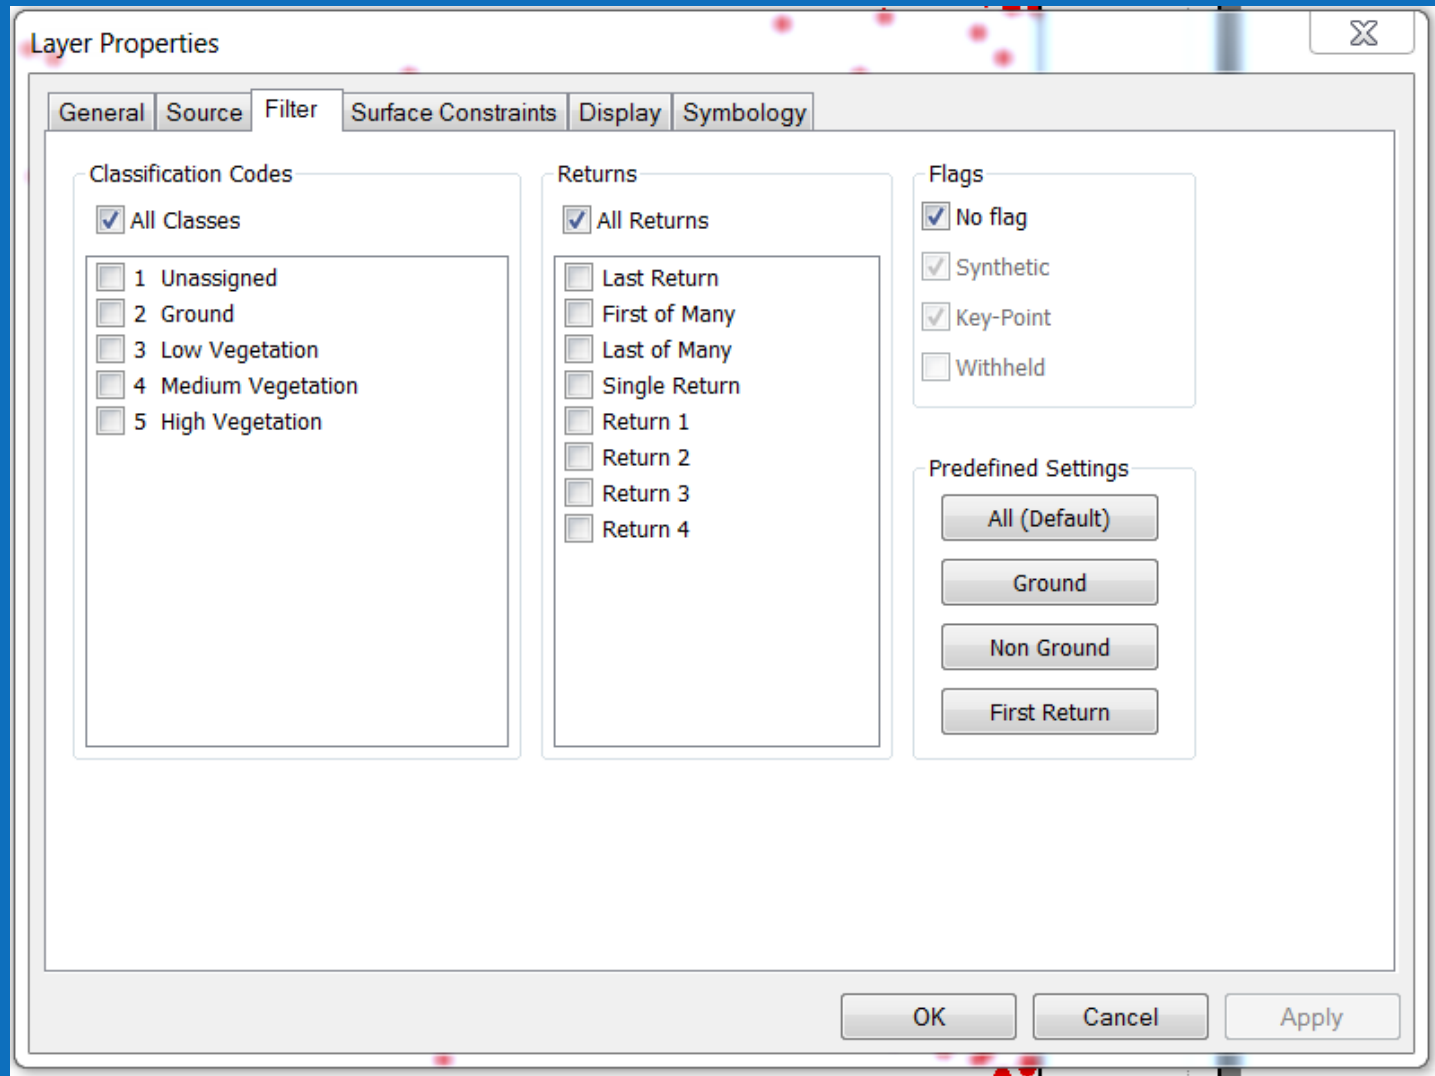 Layer Properties
General Source Filter Surface Constraints Display Symbology
Classification Codes
All Classes
1 Unassigned
2 Ground
3 Low Vegetation
4 Medium Vegetation
5 High Vegetation
Returns
All Returns
Last Return
First of Many
Last of Many
Single Return
Return 1
Return 2
Return 3
Return 4
Flags
No flag
Synthetic
Key-Point
Withheld
Predefined Settings
All (Default)
Ground
Non Ground
First Return
OK Cancel Apply